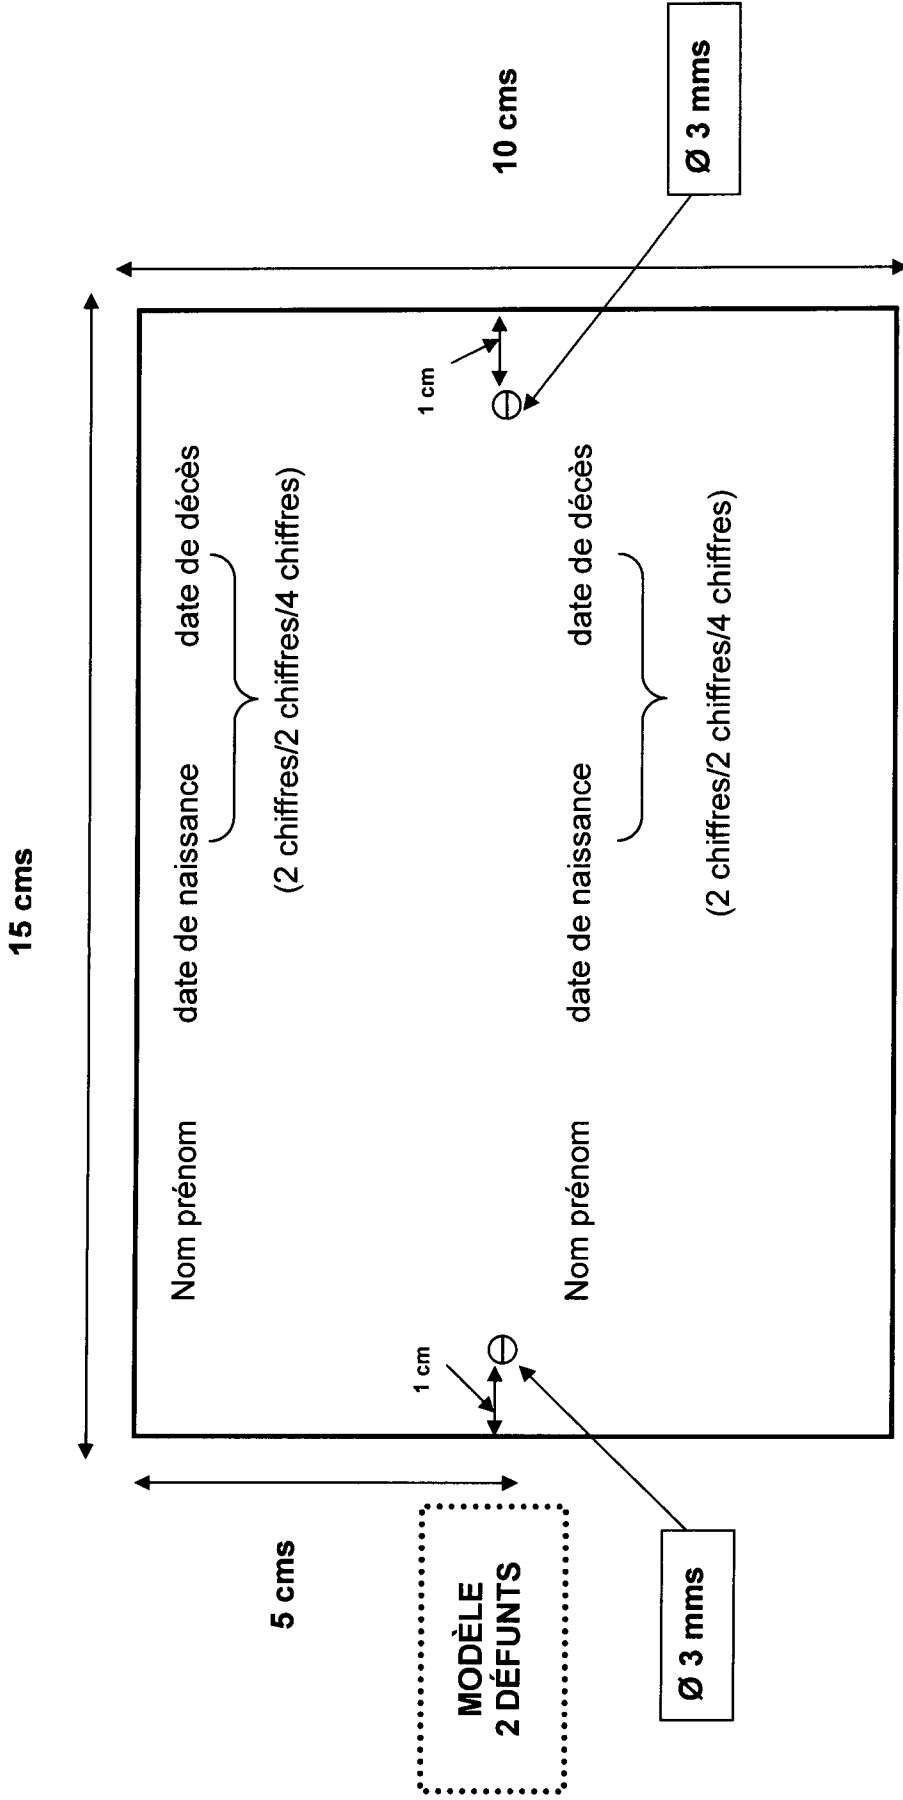 15 cms
10 cms
Nom prénom date de naissance date de décès
(2 chiffres/2 chiffres/4 chiffres)
5 cms
1 cm
1 cm
MODÈLE
2 DÉFUNTS
Nom prénom date de naissance date de décès
(2 chiffres/2 chiffres/4 chiffres)
Ø 3 mms
Ø 3 mms